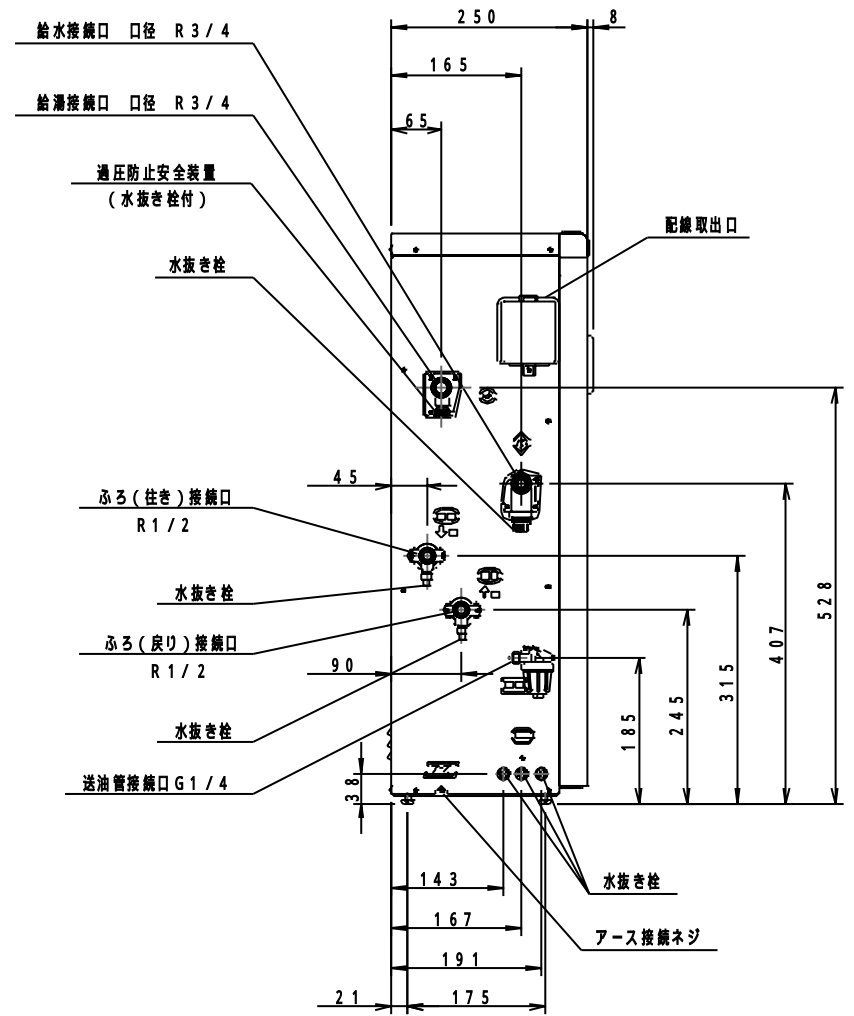 250
8
給水接続口　口径　R3/4
165
給湯接続口　口径　R3/4
65
過圧防止安全装置
(水抜き栓付)
配線取出口
水抜き栓
45
ふろ(往き)接続口
R1/2
水抜き栓
528
407
ふろ(戻り)接続口
R1/2
90
315
245
185
水抜き栓
送油管接続口G1/4
38
143
水抜き栓
167
アース接続ネジ
191
21
175